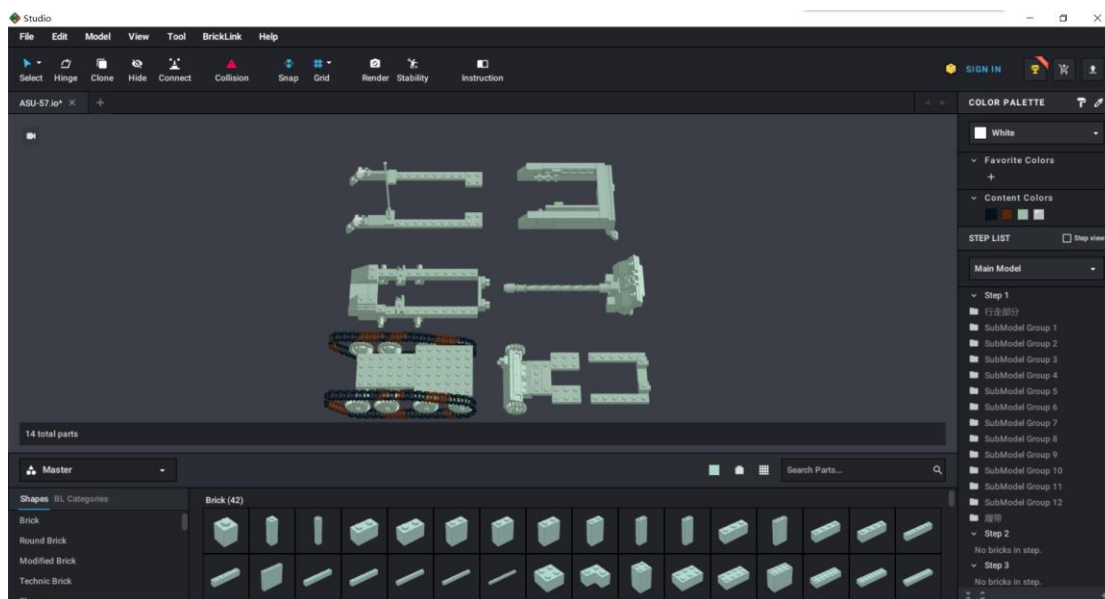 Studio
File Edit Model View Tool BrickLink Help
Select Hinge Clone Hide Connect Collision Snap Grid Render Stability Instruction
SIGN IN
ASU-57.io*
COLOR PALETTE
White
Favorite Colors
Content Colors
STEP LIST
Step view
Main Model
Step 1
行走部分
SubModel Group 1
SubModel Group 2
SubModel Group 3
SubModel Group 4
SubModel Group 5
SubModel Group 6
SubModel Group 7
SubModel Group 8
SubModel Group 9
SubModel Group 10
SubModel Group 11
SubModel Group 12
履带
Step 2
No bricks in step.
Step 3
No bricks in step.
14 total parts
Master
Search Parts...
Shapes BL Categories
Brick
Round Brick
Modified Brick
Technic Brick
Brick (42)